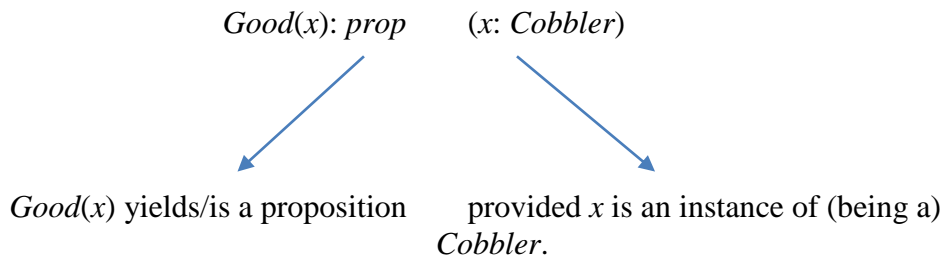 Good(x): prop (x: Cobbler)
Good(x) yields/is a proposition provided x is an instance of (being a)
Cobbler.